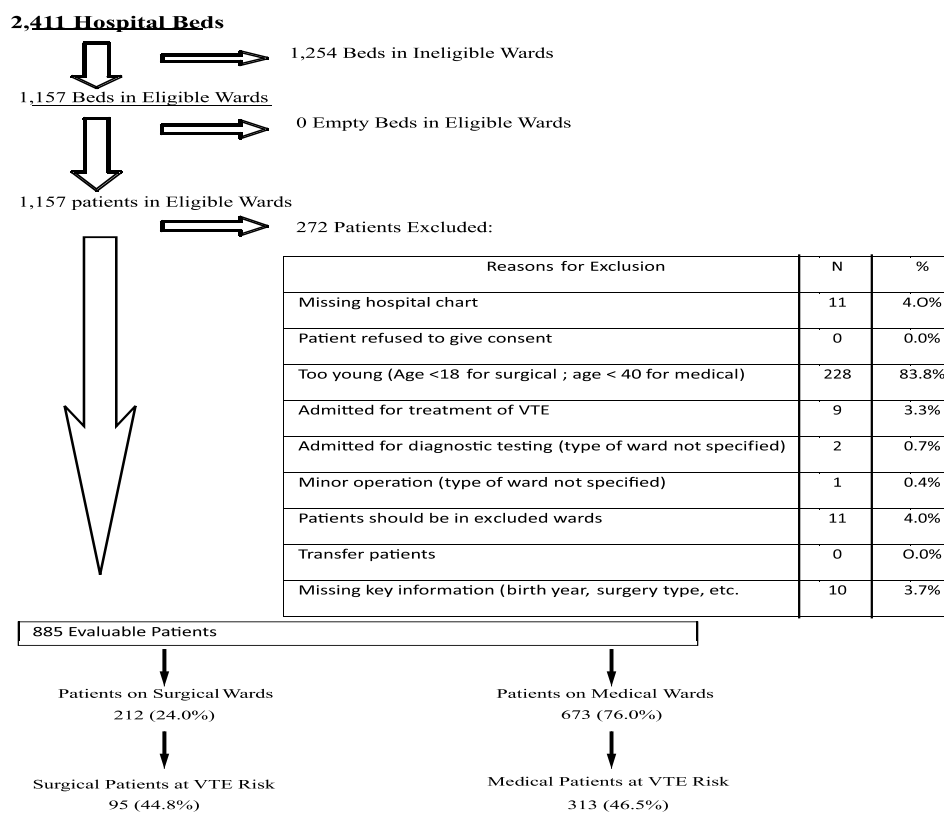 2,411 Hospital Beds
1,254 Beds in Ineligible Wards
1,157 Beds in Eligible Wards
0 Empty Beds in Eligible Wards
1,157 patients in Eligible Wards
272 Patients Excluded:
Reasons for Exclusion N %
Missing hospital chart 11 4.O%
Patient refused to give consent 0 0.0%
Too young (Age <18 for surgical ; age < 40 for medical) 228 83.8%
Admitted for treatment of VTE 9 3.3%
Admitted for diagnostic testing (type of ward not specified) 2 0.7%
Minor operation (type of ward not specified) 1 0.4%
Patients should be in excluded wards 11 4.0%
Transfer patients 0 O.0%
Missing key information (birth year, surgery type, etc. 10 3.7%
885 Evaluable Patients
Patients on Surgical Wards Patients on Medical Wards
212 (24.0%) 673 (76.0%)
Surgical Patients at VTE Risk Medical Patients at VTE Risk
95 (44.8%) 313 (46.5%)